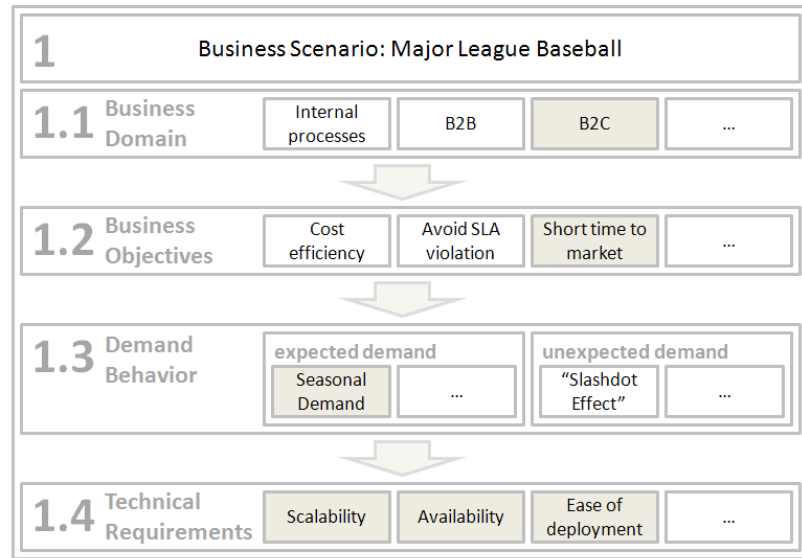 1
Business Scenario: Major League Baseball
1.1
Business
Domain
Internal
processes
B2B
B2C
...
1.2
Business
Objectives
Cost
efficiency
Avoid SLA
violation
Short time to
market
...
1.3
Demand
Behavior
expected demand
Seasonal
Demand
...
unexpected demand
“Slashdot
Effect”
...
1.4
Technical
Requirements
Scalability
Availability
Ease of
deployment
...